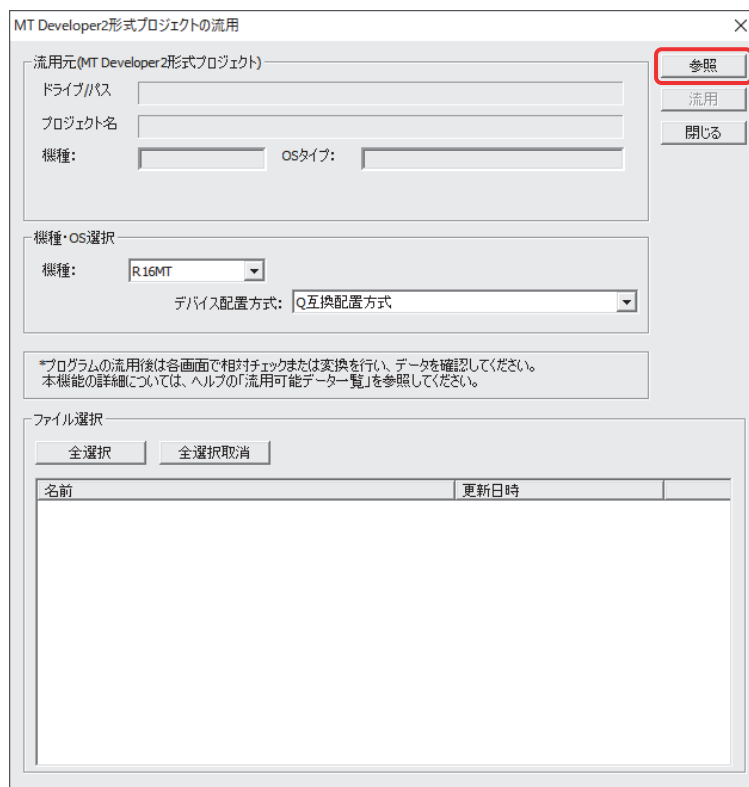 MT Developer2形式プロジェクトの流用
流用元(MT Developer2形式プロジェクト)
参照
ドライブ/パス
流用
プロジェクト名
閉じる
機種: OSタイプ:
機種・OS選択
機種: R16MT
デバイス配置方式: Q互換配置方式
*プログラムの流用後は各画面で相対チェックまたは変換を行い、データを確認してください。
本機能の詳細については、ヘルプの「流用可能データ一覧」を参照してください。
ファイル選択
全選択 全選択取消
名前 更新日時